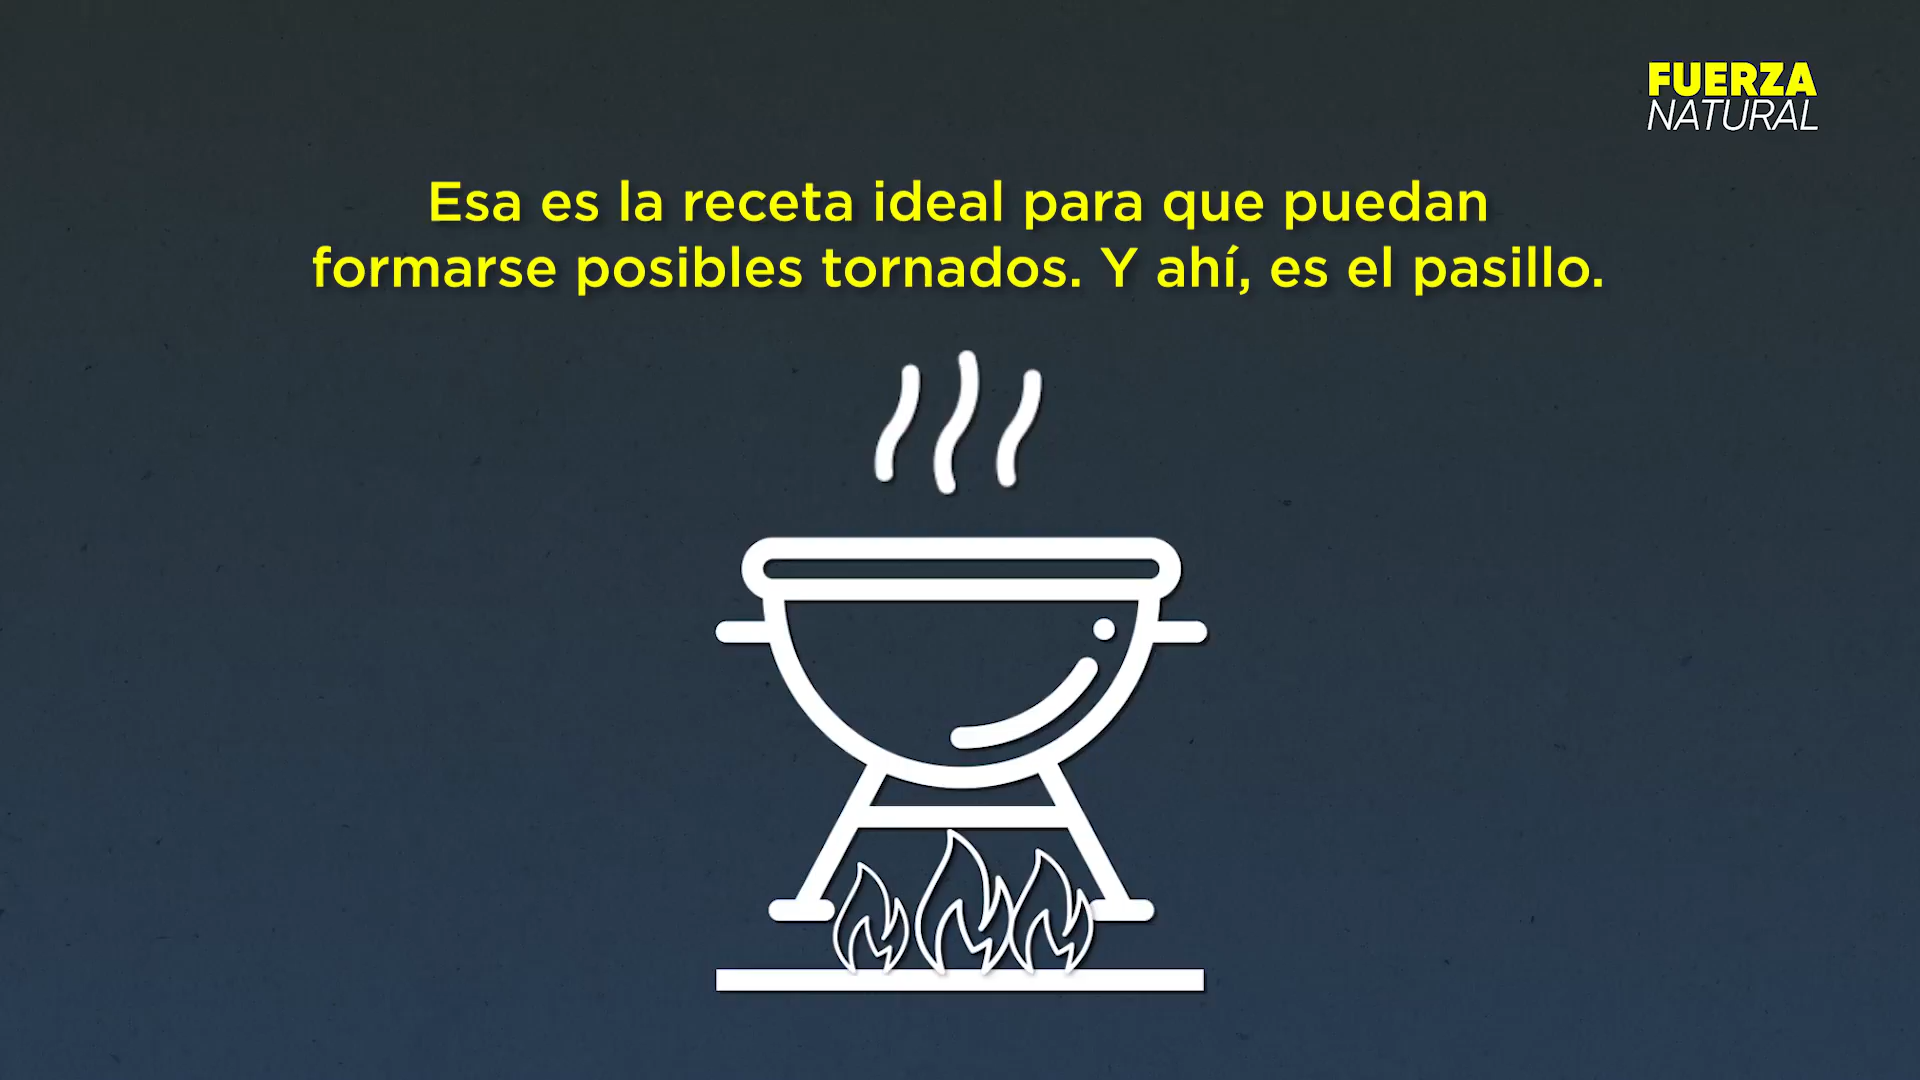 FUERZA
NATURAL
Esa es la receta ideal para que puedan
formarse posibles tornados. Y ahí, es el pasillo.